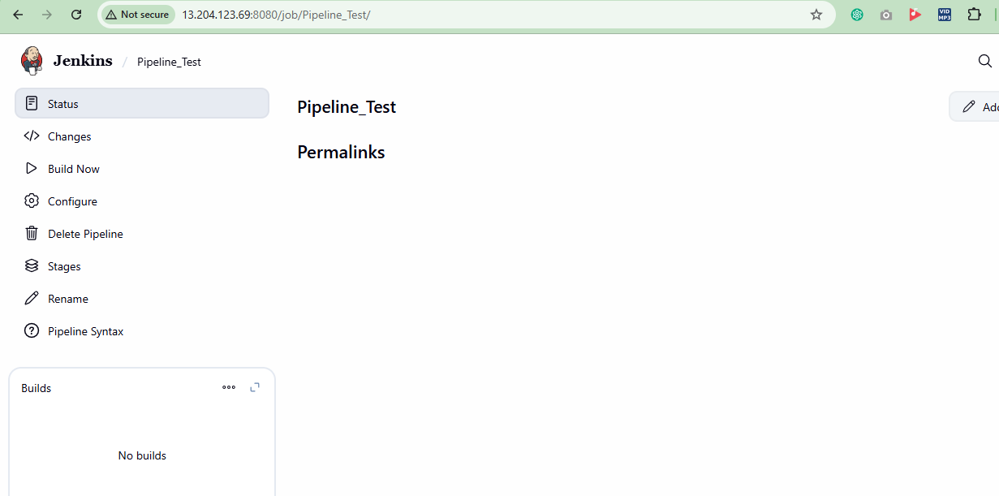 Not secure 13.204.123.69:8080/job/Pipeline_Test/
VID
MP3
Jenkins / Pipeline_Test
Status
Changes
Build Now
Configure
Delete Pipeline
Stages
Rename
Pipeline Syntax
Builds
No builds
Pipeline_Test
Permalinks